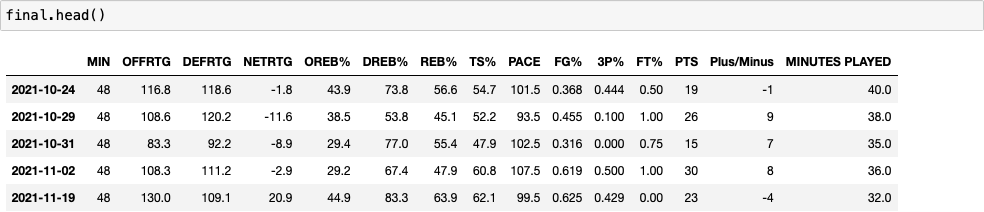 final.head()
MIN OFFRTG DEFRTG NETRTG OREB% DREB% REB% TS% PACE FG% 3P% FT% PTS Plus/Minus MINUTES PLAYED
2021-10-24 48 116.8 118.6 -1.8 43.9 73.8 56.6 54.7 101.5 0.368 0.444 0.50 19 -1 40.0
2021-10-29 48 108.6 120.2 -11.6 38.5 53.8 45.1 52.2 93.5 0.455 0.100 1.00 26 9 38.0
2021-10-31 48 83.3 92.2 -8.9 29.4 77.0 55.4 47.9 102.5 0.316 0.000 0.75 15 7 35.0
2021-11-02 48 108.3 111.2 -2.9 29.2 67.4 47.9 60.8 107.5 0.619 0.500 1.00 30 8 36.0
2021-11-19 48 130.0 109.1 20.9 44.9 83.3 63.9 62.1 99.5 0.625 0.429 0.00 23 -4 32.0